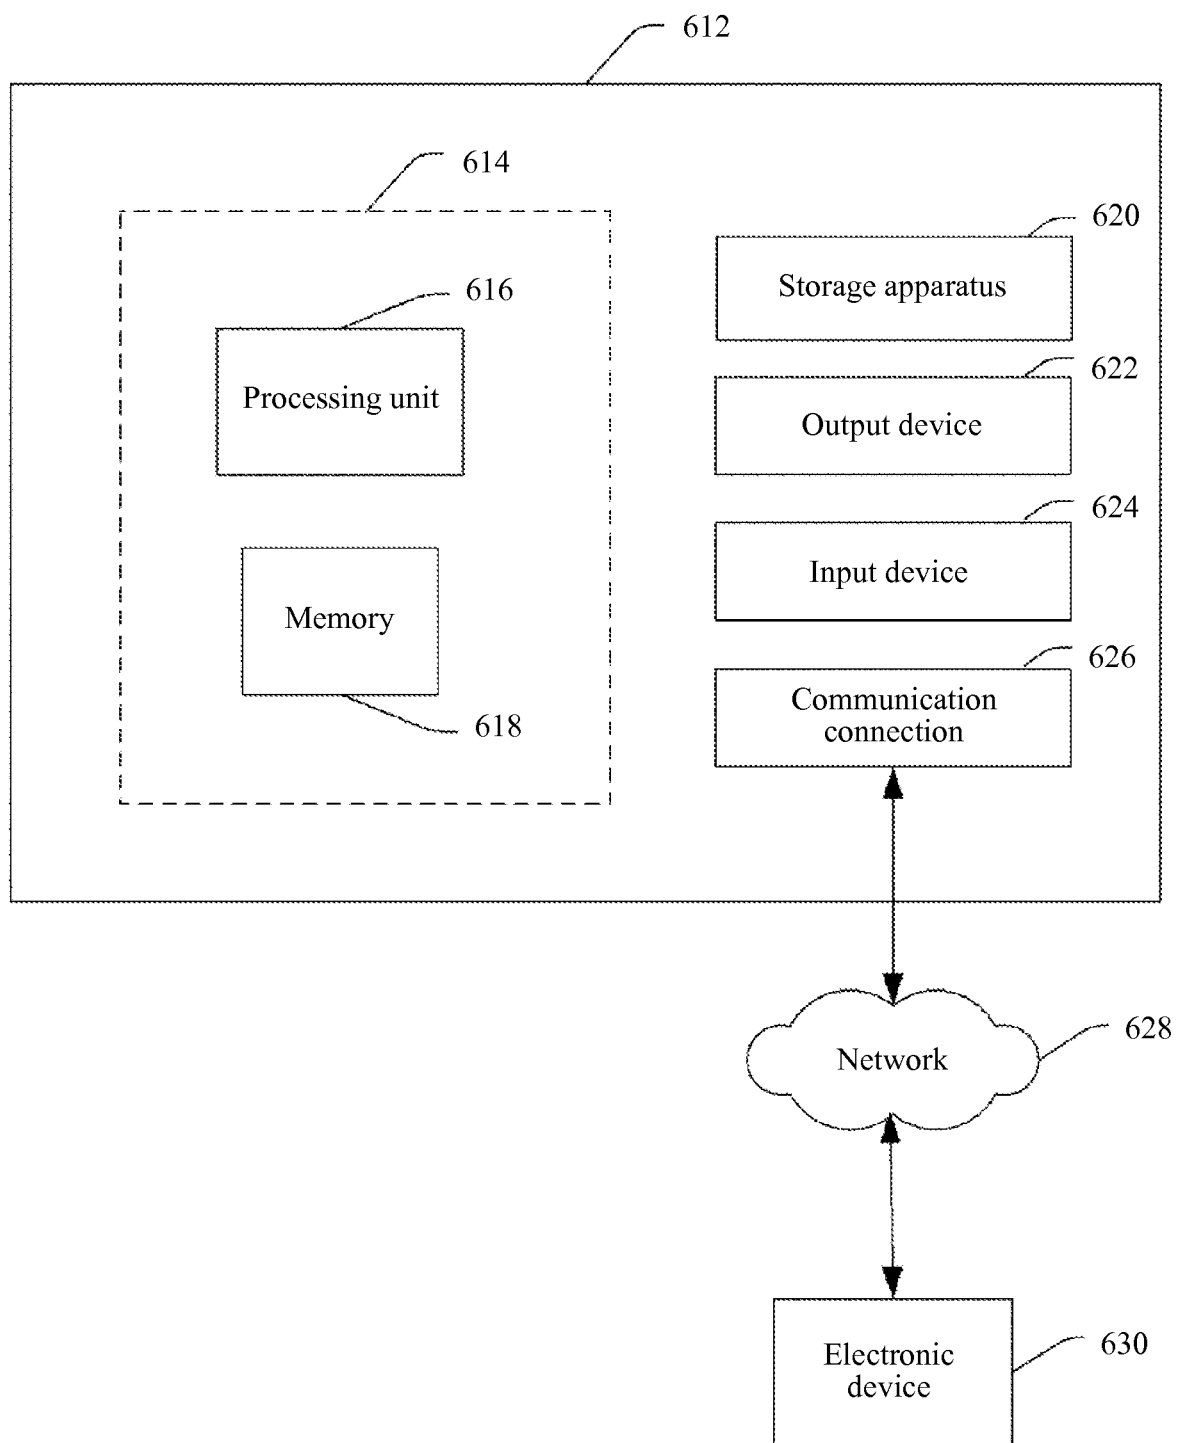 612
614
620
616
Storage apparatus
622
Processing unit
Output device
624
Input device
Memory
626
618
Communication
connection
628
Network
630
Electronic
device